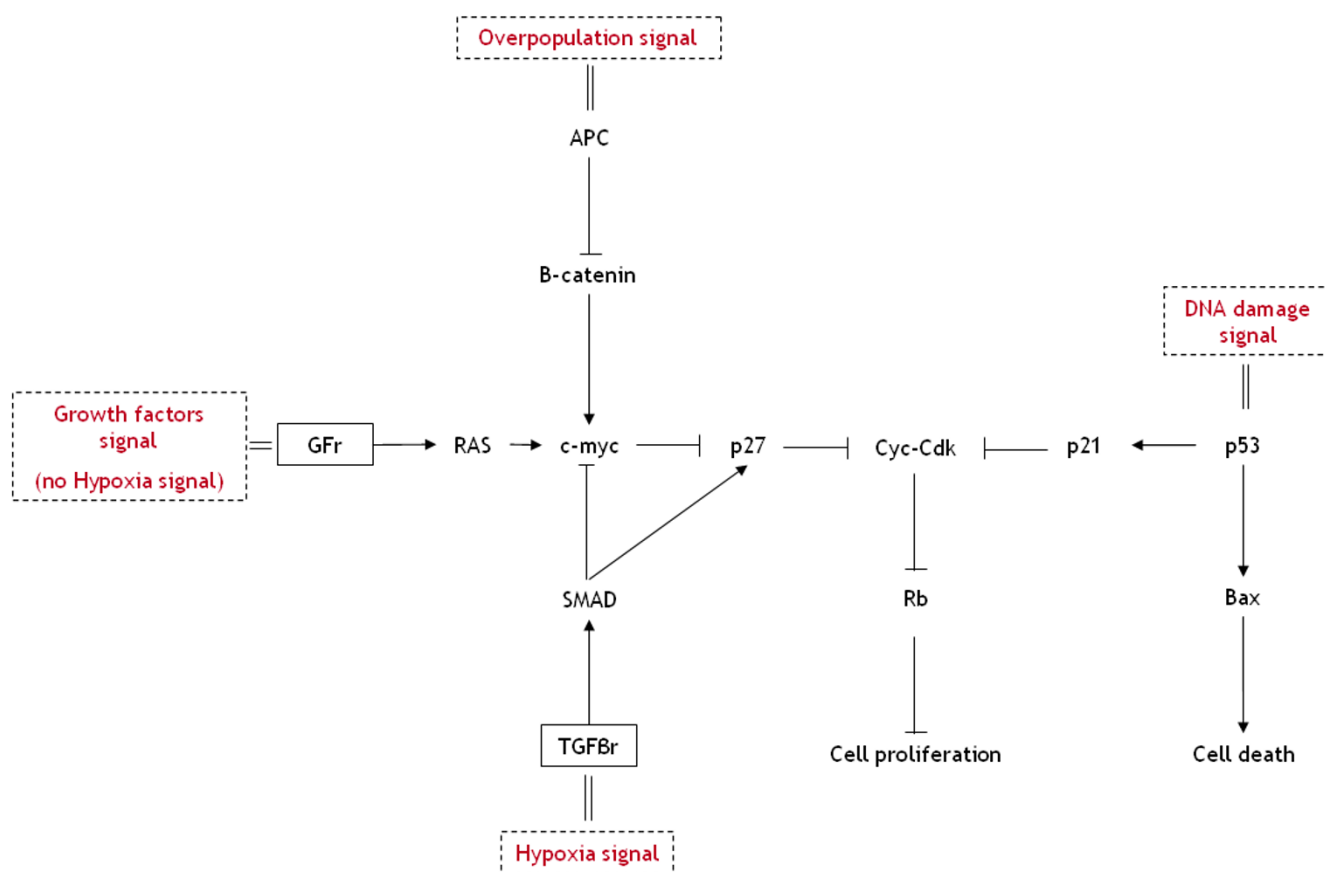 Overpopulation signal
APC
B-catenin
DNA damage
signal
Growth factors
signal
(no Hypoxia signal)
GFr
RAS
c-myc
p27
Cyc-Cdk
p21
p53
SMAD
Rb
Bax
TGFBr
Cell proliferation
Cell death
Hypoxia signal